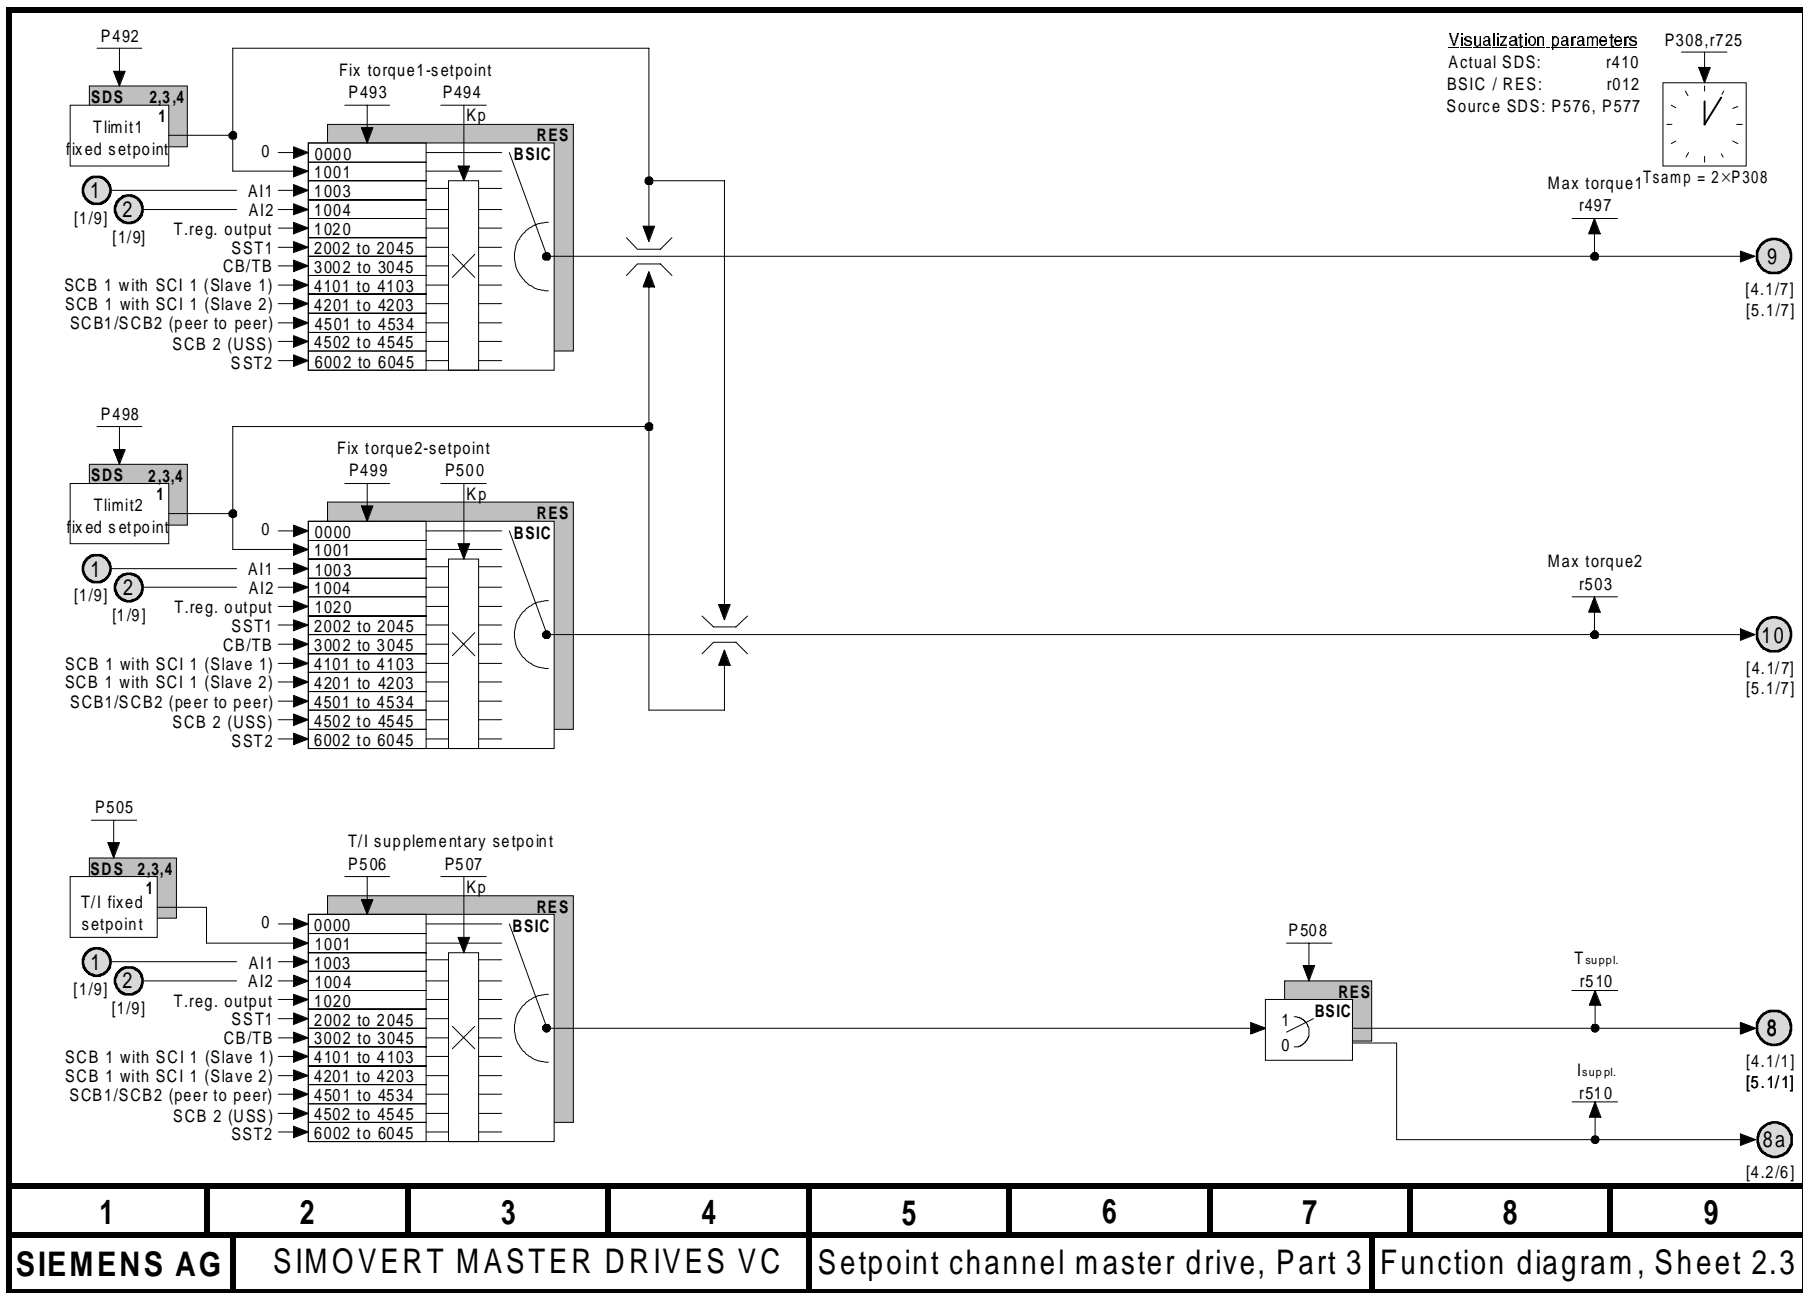 P492
SDS 2,3,4
1
Tlimit1
fixed setpoint
Fix torque1-setpoint
P493
P494
Kp
RES
BSIC
0
0000
1001
1
[1/9]
AI1
1003
2
[1/9]
AI2
1004
T.reg. output
1020
SST1
2002 to 2045
CB/TB
3002 to 3045
SCB 1 with SCI 1 (Slave 1)
4101 to 4103
SCB 1 with SCI 1 (Slave 2)
4201 to 4203
SCB1/SCB2 (peer to peer)
4501 to 4534
SCB 2 (USS)
4502 to 4545
SST2
6002 to 6045
Visualization parameters
Actual SDS: r410
BSIC / RES: r012
Source SDS: P576, P577
P308,r725
Tsamp = 2×P308
Max torque1
r497
9
[4.1/7]
[5.1/7]
P498
SDS 2,3,4
1
Tlimit2
fixed setpoint
Fix torque2-setpoint
P499
P500
Kp
RES
BSIC
0
0000
1001
1
[1/9]
AI1
1003
2
[1/9]
AI2
1004
T.reg. output
1020
SST1
2002 to 2045
CB/TB
3002 to 3045
SCB 1 with SCI 1 (Slave 1)
4101 to 4103
SCB 1 with SCI 1 (Slave 2)
4201 to 4203
SCB1/SCB2 (peer to peer)
4501 to 4534
SCB 2 (USS)
4502 to 4545
SST2
6002 to 6045
Max torque2
r503
10
[4.1/7]
[5.1/7]
P505
SDS 2,3,4
1
T/I fixed
setpoint
T/I supplementary setpoint
P506
P507
Kp
RES
BSIC
0
0000
1001
1
[1/9]
AI1
1003
2
[1/9]
AI2
1004
T.reg. output
1020
SST1
2002 to 2045
CB/TB
3002 to 3045
SCB 1 with SCI 1 (Slave 1)
4101 to 4103
SCB 1 with SCI 1 (Slave 2)
4201 to 4203
SCB1/SCB2 (peer to peer)
4501 to 4534
SCB 2 (USS)
4502 to 4545
SST2
6002 to 6045
P508
RES
BSIC
1
0
Tsuppl.
r510
8
[4.1/1]
[5.1/1]
Isuppl.
r510
8a
[4.2/6]
1 2 3 4 5 6 7 8 9
SIEMENS AG SIMOVERT MASTER DRIVES VC Setpoint channel master drive, Part 3 Function diagram, Sheet 2.3